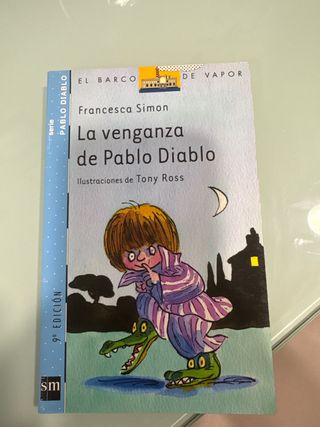 EL BARCO DE VAPOR
Francesca Simon
La venganza
de Pablo Diablo
Ilustraciones de Tony Ross
serie
PABLO DIABLO
9ª EDICIÓN
sm